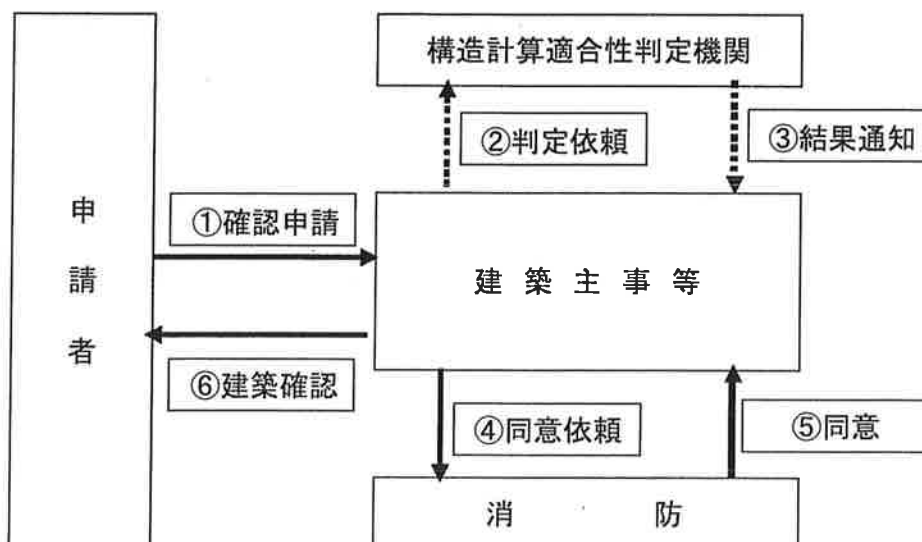 構造計算適合性判定機関
②判定依頼
③結果通知
申請者
①確認申請
建築主事等
⑥建築確認
④同意依頼
⑤同意
消防